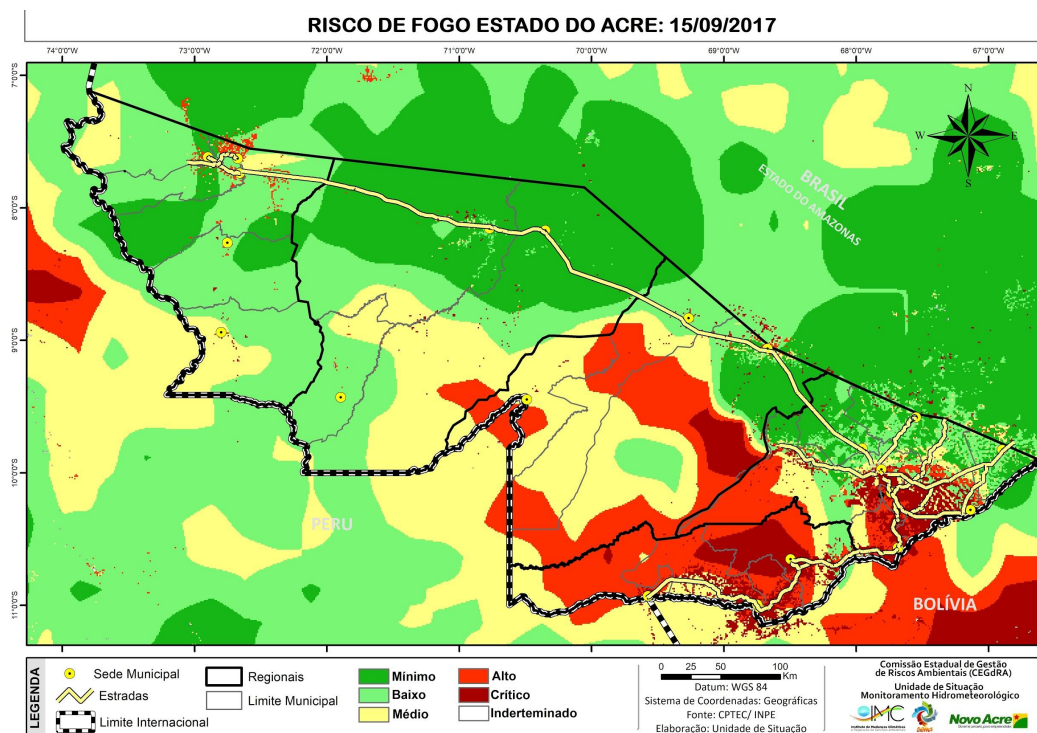 RISCO DE FOGO ESTADO DO ACRE: 15/09/2017
74°0'0"W 73°0'0"W 72°0'0"W 71°0'0"W 70°0'0"W 69°0'0"W 68°0'0"W 67°0'0"W
7°0'0"S
8°0'0"S
9°0'0"S
10°0'0"S
11°0'0"S
N
W E
S
BRASIL
ESTADO DO AMAZONAS
PERU
BOLÍVIA
LEGENDA
Sede Municipal
Estradas
Limite Internacional
Regionais
Limite Municipal
Mínimo
Baixo
Médio
Alto
Crítico
Inderteminado
0 25 50 100
Km
Datum: WGS 84
Sistema de Coordenadas: Geográficas
Fonte: CPTEC/ INPE
Elaboração: Unidade de Situação
Comissão Estadual de Gestão
de Riscos Ambientais (CEGdRA)
Unidade de Situação
Monitoramento Hidrometeorológico
IMC
Novo Acre